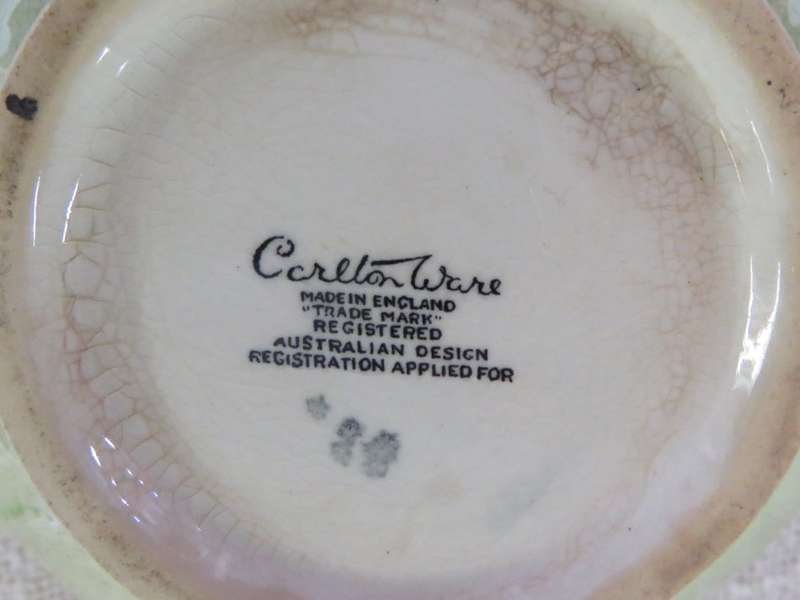 Carlton Ware
MADE IN ENGLAND
"TRADE MARK"
REGISTERED
AUSTRALIAN DESIGN
REGISTRATION APPLIED FOR